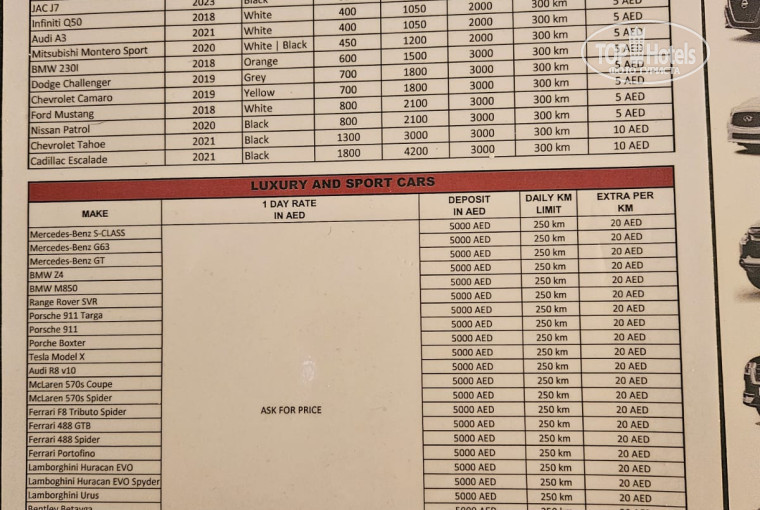 JAC J7 2023 Black 300 km 5 AED
Infiniti Q50 2018 White 400 1050 2000 300 km 5 AED
Audi A3 2021 White 400 1050 2000 300 km 5 AED
Mitsubishi Montero Sport 2020 White | Black 450 1200 2000 300 km 5 AED
BMW 230I 2018 Orange 600 1500 3000 300 km 5 AED
Dodge Challenger 2019 Grey 700 1800 3000 300 km 5 AED
Chevrolet Camaro 2019 Yellow 700 1800 3000 300 km 5 AED
Ford Mustang 2018 White 800 2100 3000 300 km 5 AED
Nissan Patrol 2020 Black 800 2100 3000 300 km 5 AED
Chevrolet Tahoe 2021 Black 1300 3000 3000 300 km 10 AED
Cadillac Escalade 2021 Black 1800 4200 3000 300 km 10 AED
TOP Hotels
LUXURY AND SPORT CARS
MAKE 1 DAY RATE IN AED DEPOSIT IN AED DAILY KM LIMIT EXTRA PER KM
Mercedes-Benz S-CLASS 5000 AED 250 km 20 AED
Mercedes-Benz G63 5000 AED 250 km 20 AED
Mercedes-Benz GT 5000 AED 250 km 20 AED
BMW Z4 5000 AED 250 km 20 AED
BMW M850 5000 AED 250 km 20 AED
Range Rover SVR 5000 AED 250 km 20 AED
Porsche 911 Targa 5000 AED 250 km 20 AED
Porsche 911 5000 AED 250 km 20 AED
Porche Boxter 5000 AED 250 km 20 AED
Tesla Model X 5000 AED 250 km 20 AED
Audi R8 v10 5000 AED 250 km 20 AED
McLaren 570s Coupe 5000 AED 250 km 20 AED
McLaren 570s Spider 5000 AED 250 km 20 AED
Ferrari F8 Tributo Spider ASK FOR PRICE 5000 AED 250 km 20 AED
Ferrari 488 GTB 5000 AED 250 km 20 AED
Ferrari 488 Spider 5000 AED 250 km 20 AED
Ferrari Portofino 5000 AED 250 km 20 AED
Lamborghini Huracan EVO 5000 AED 250 km 20 AED
Lamboghini Huracan EVO Spyder 5000 AED 250 km 20 AED
Lamborghini Urus 5000 AED 250 km 20 AED
Bentley Betayga